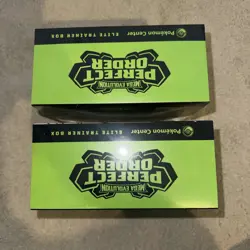 Pokémon Center ELITE TRAINER BOX
MEGA EVOLUTION
PERFECT
ORDER
Pokémon Center ELITE TRAINER BOX
MEGA EVOLUTION
PERFECT
ORDER